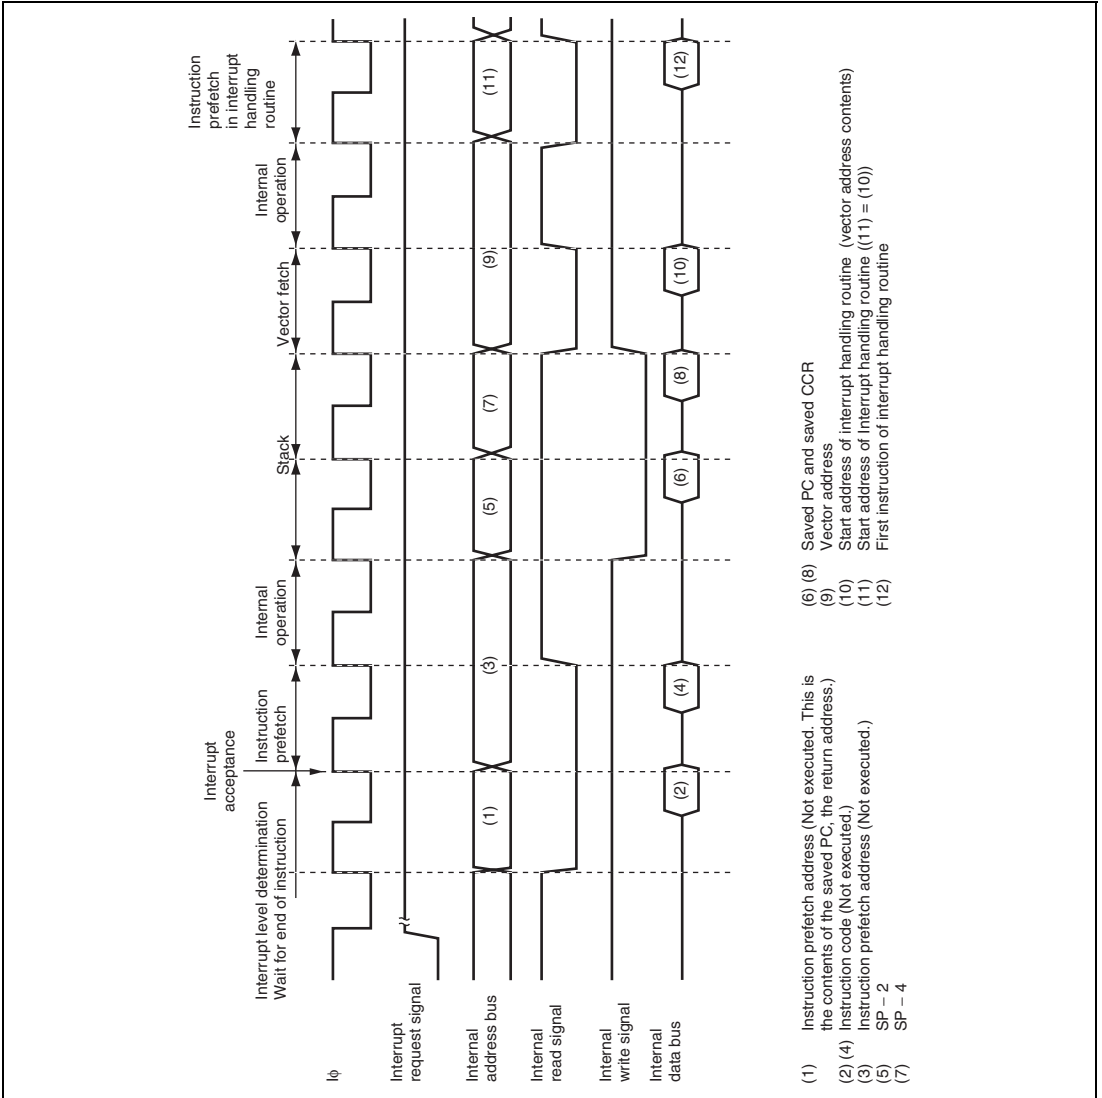 Interrupt level determination
Wait for end of instruction
Interrupt
acceptance
Instruction
prefetch
Internal
operation
Stack
Vector fetch
Internal
operation
Instruction
prefetch
in interrupt
handling
routine
Iφ
Interrupt
request signal
Internal
address bus
(1)
(3)
(5)
(7)
(9)
(11)
Internal
read signal
Internal
write signal
Internal
data bus
(2)
(4)
(6)
(8)
(10)
(12)
(1) Instruction prefetch address (Not executed. This is
the contents of the saved PC, the return address.)
(2) (4) Instruction code (Not executed.)
(3) Instruction prefetch address (Not executed.)
(5) SP – 2
(7) SP – 4
(6) (8) Saved PC and saved CCR
(9) Vector address
(10) Start address of interrupt handling routine (vector address contents)
(11) Start address of Interrupt handling routine ((11) = (10))
(12) First instruction of interrupt handling routine